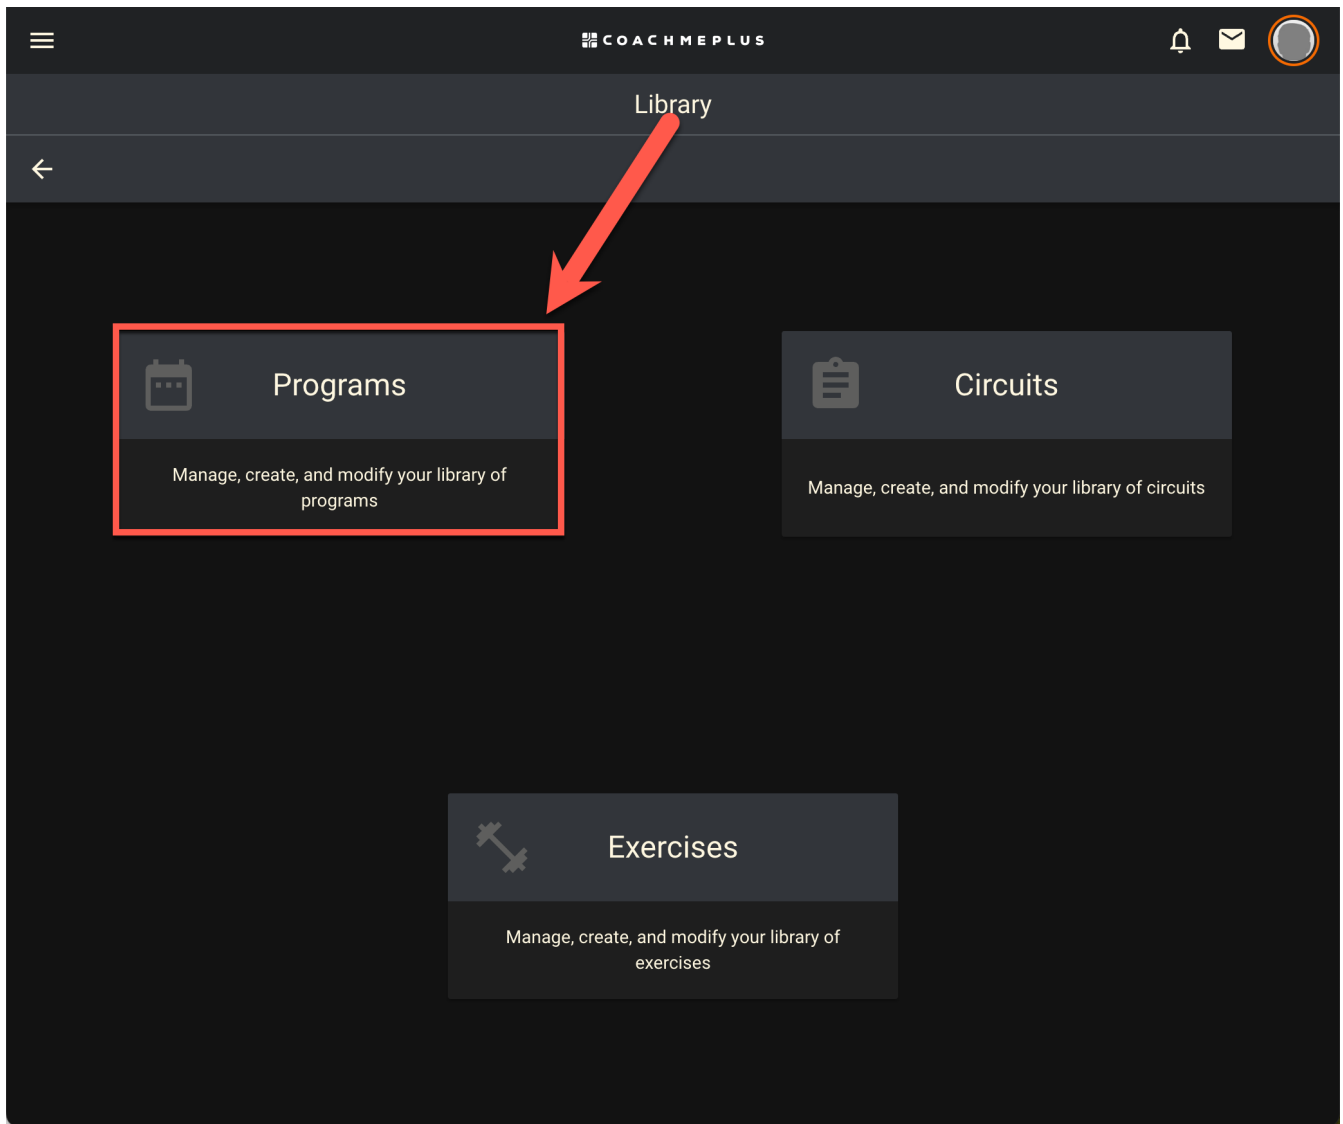 COACHMEPLUS
Library
Programs
Manage, create, and modify your library of
programs
Circuits
Manage, create, and modify your library of circuits
Exercises
Manage, create, and modify your library of
exercises